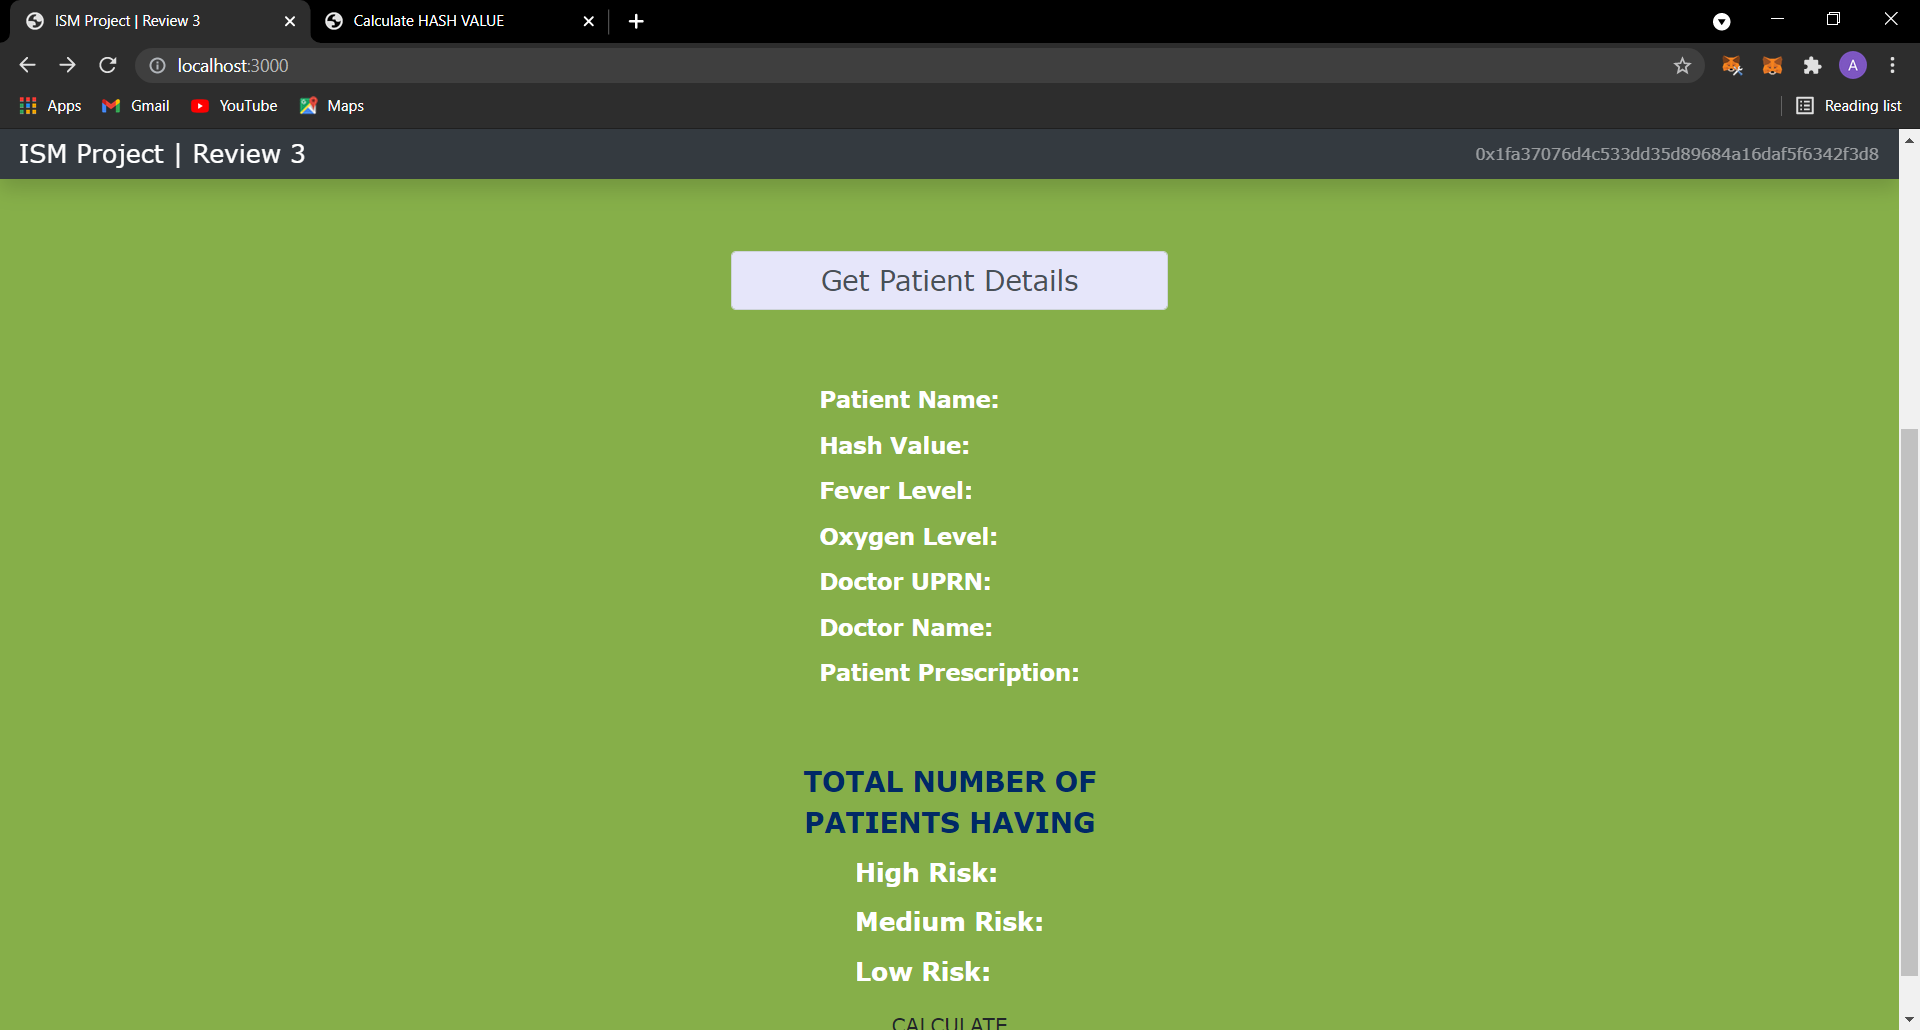 ISM Project | Review 3
Calculate HASH VALUE
localhost:3000
A
Apps
Gmail
YouTube
Maps
Reading list
ISM Project | Review 3
0x1fa37076d4c533dd35d89684a16daf5f6342f3d8
Get Patient Details
Patient Name:
Hash Value:
Fever Level:
Oxygen Level:
Doctor UPRN:
Doctor Name:
Patient Prescription:
TOTAL NUMBER OF
PATIENTS HAVING
High Risk:
Medium Risk:
Low Risk:
CALCULATE